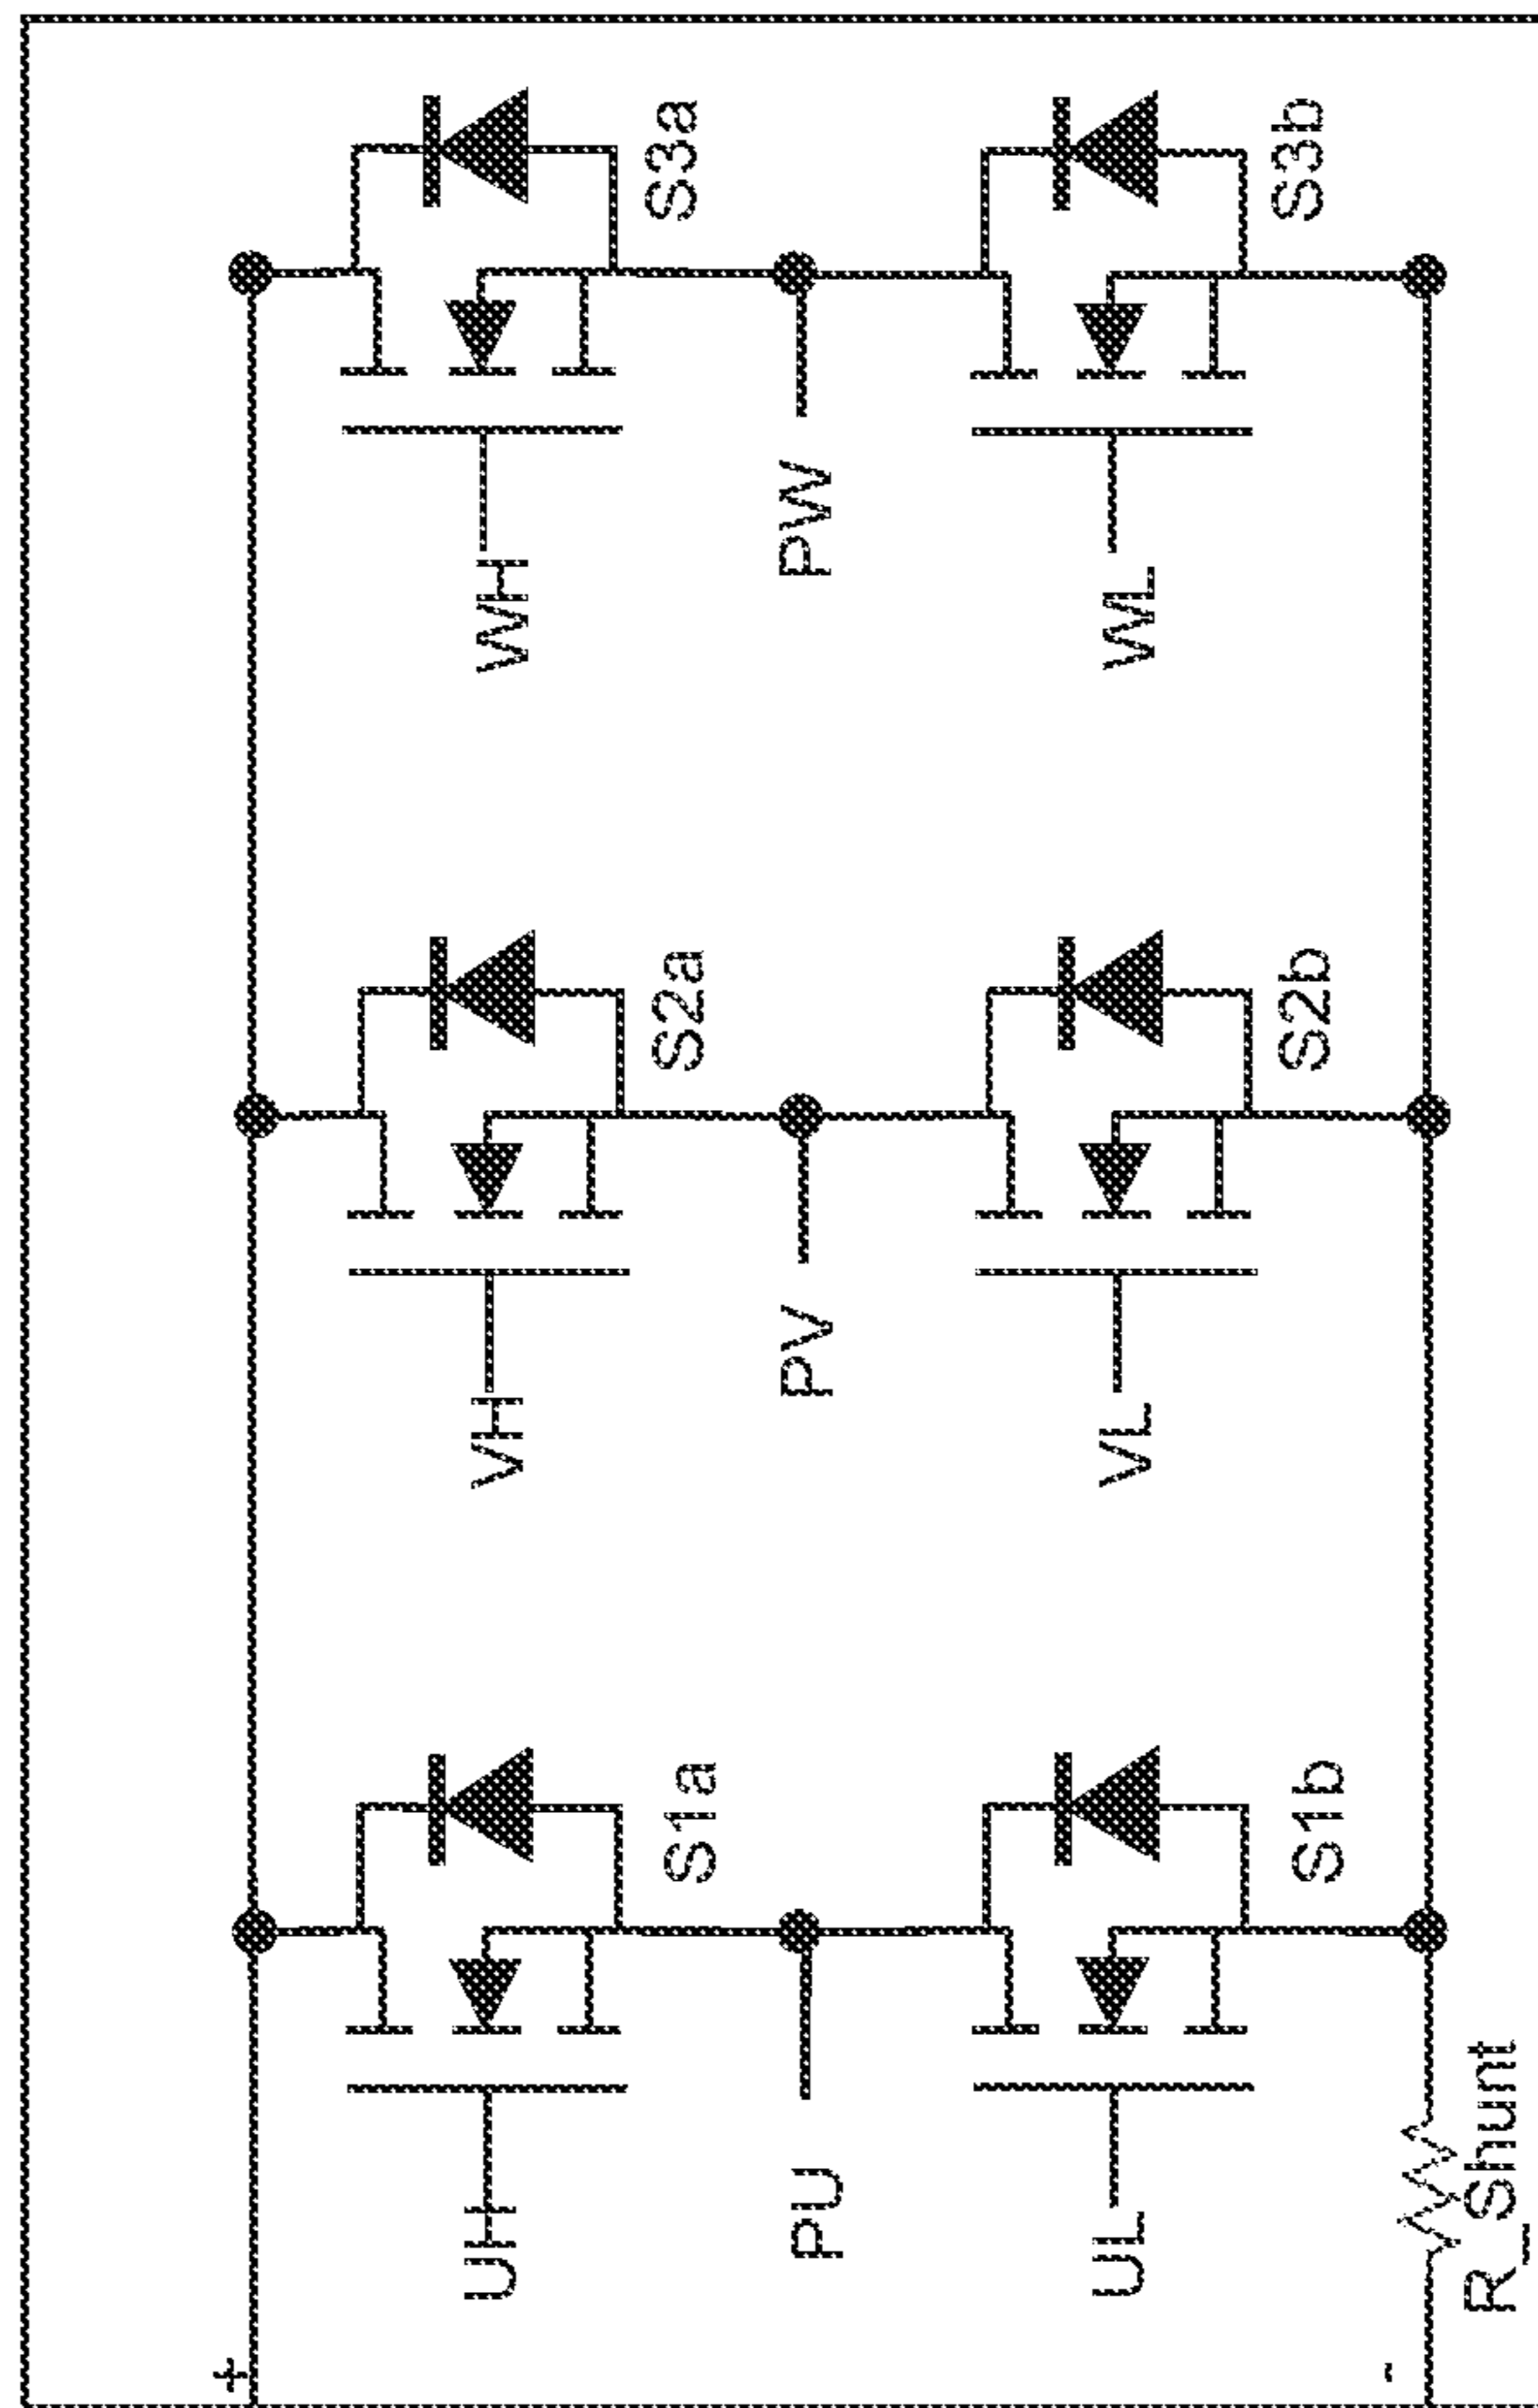 +
UH
S1a
VH
S2a
WH
S3a
PU
PV
PW
UL
S1b
VL
S2b
WL
S3b
-
R_Shunt